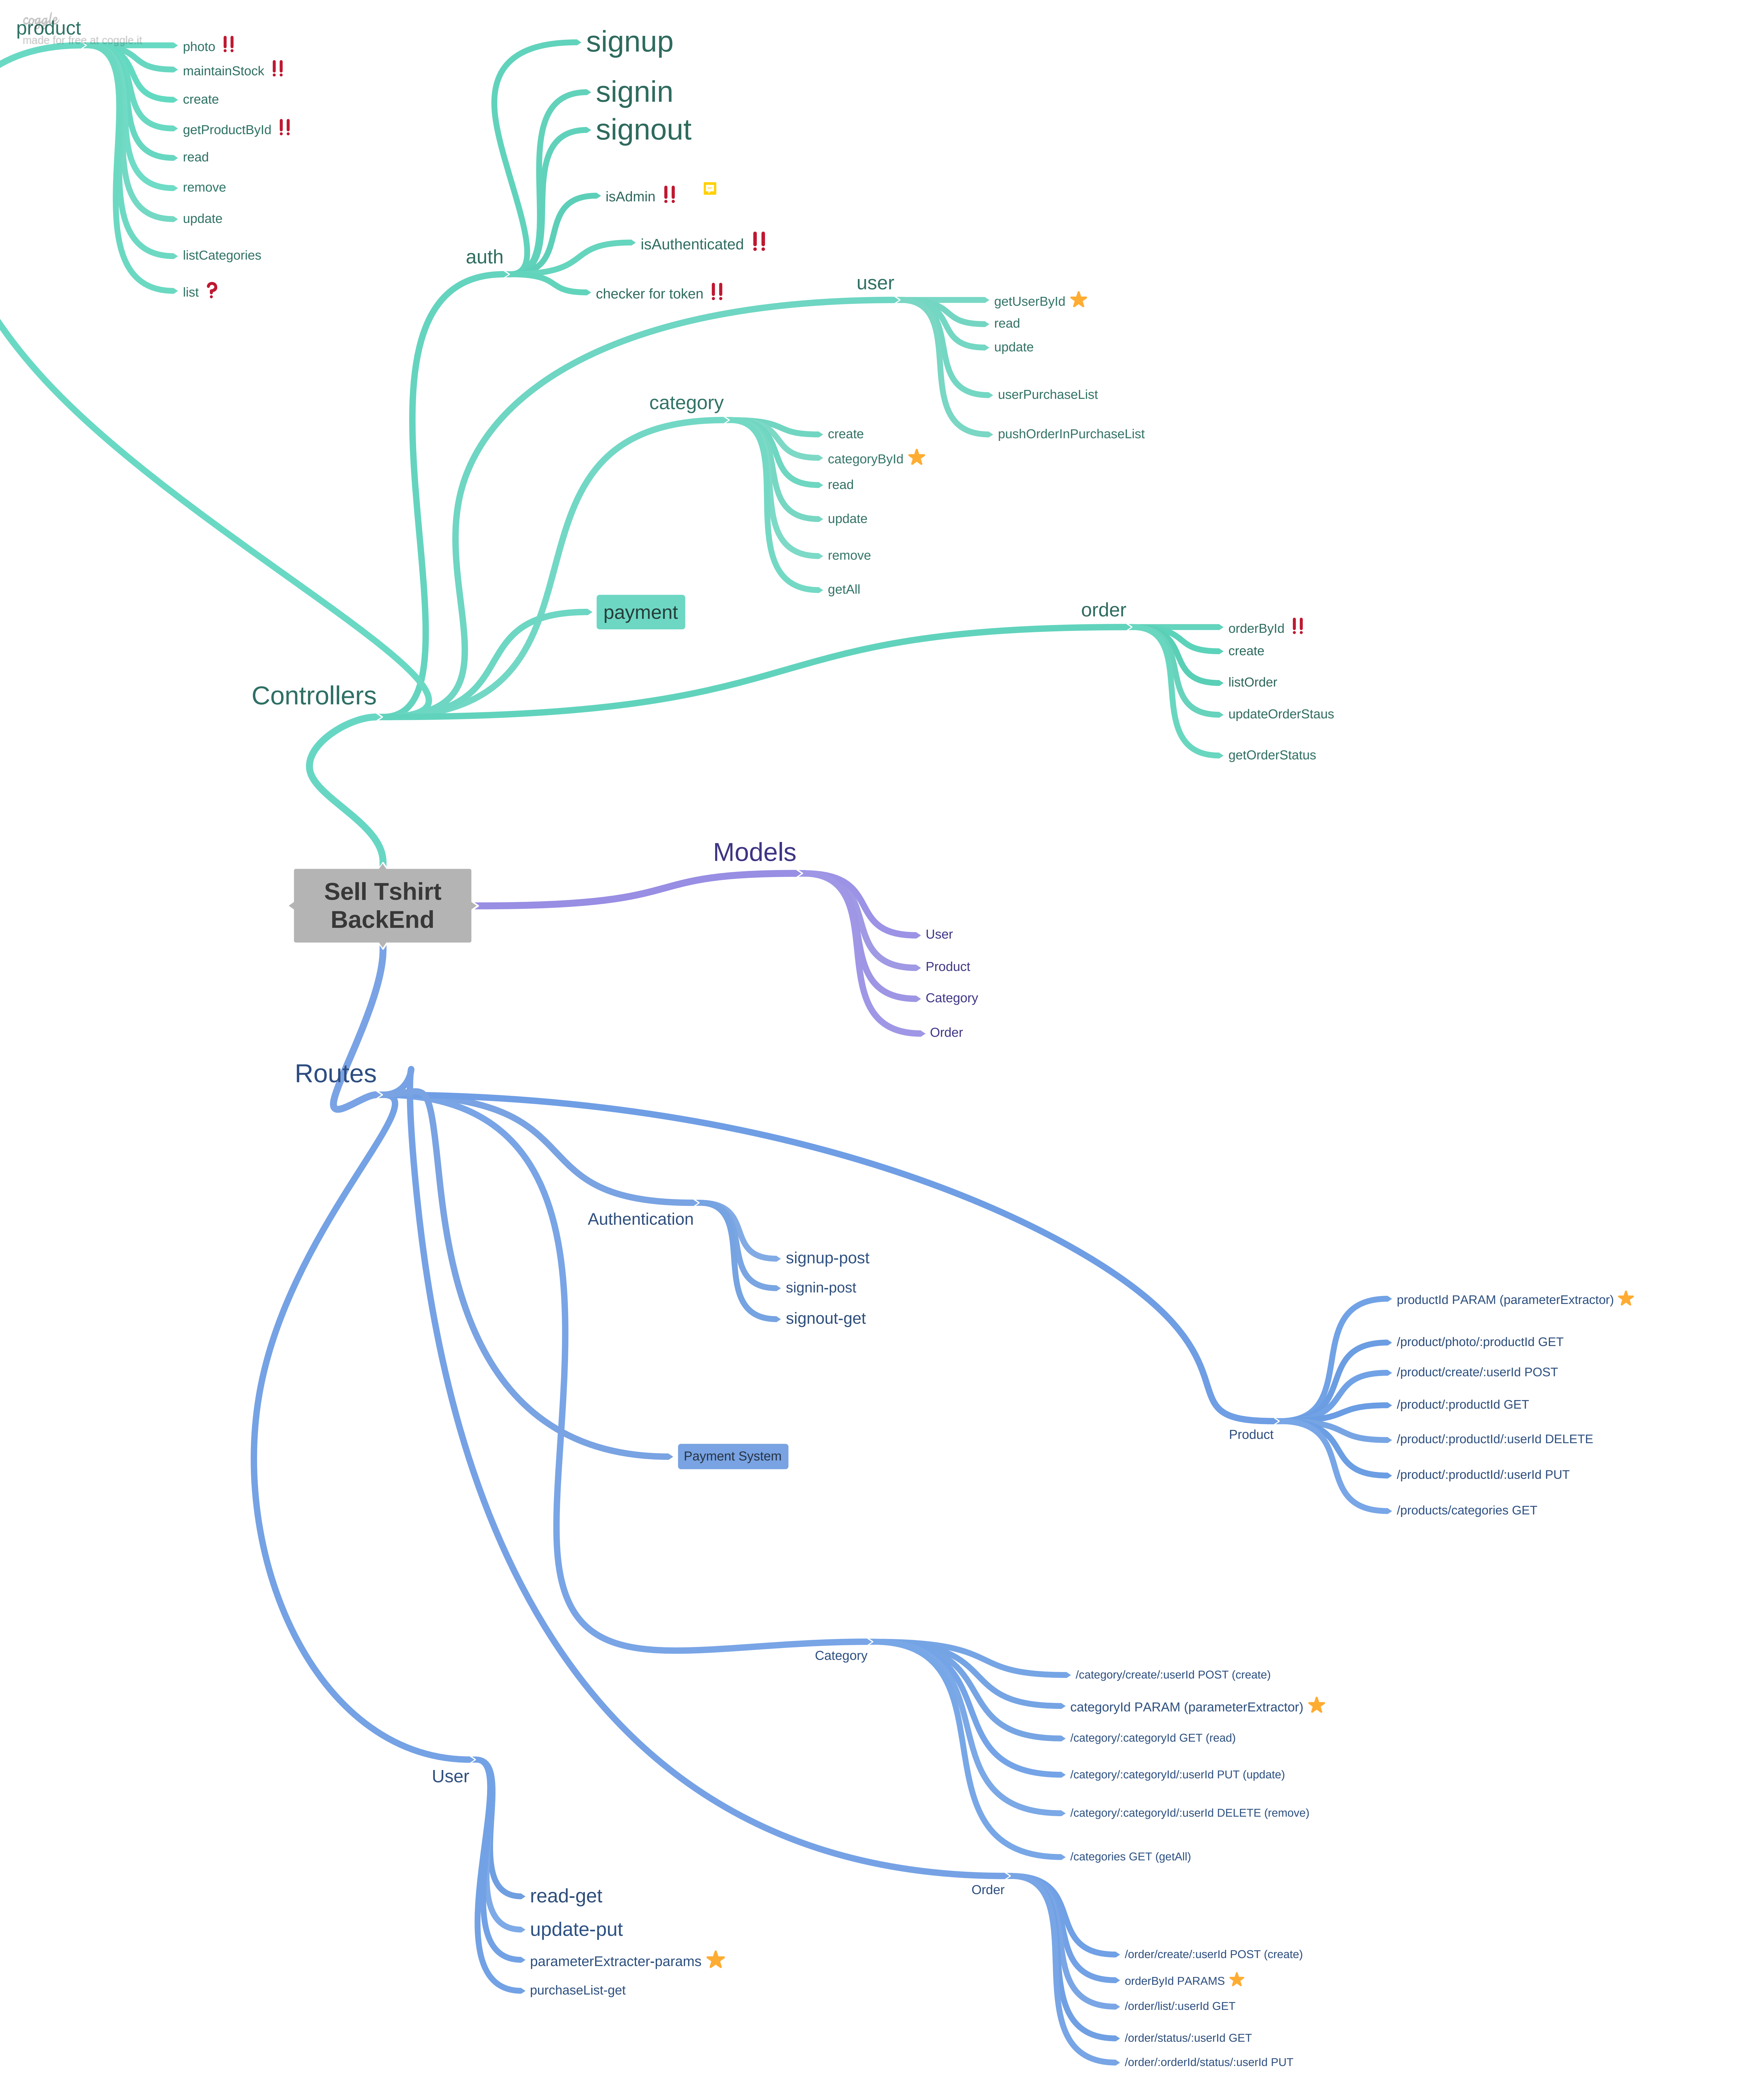 coggle
made for free at coggle.it
product
photo ‼
maintainStock ‼
create
getProductById ‼
read
remove
update
listCategories
list ❓
auth
signup
signin
signout
isAdmin ‼
isAuthenticated ‼
checker for token ‼
user
getUserById ⭐
read
update
userPurchaseList
pushOrderInPurchaseList
category
create
categoryById ⭐
read
update
remove
getAll
payment
order
orderById ‼
create
listOrder
updateOrderStaus
getOrderStatus
Controllers
Sell Tshirt
BackEnd
Models
User
Product
Category
Order
Routes
Authentication
signup-post
signin-post
signout-get
Product
productId PARAM (parameterExtractor) ⭐
/product/photo/:productId GET
/product/create/:userId POST
/product/:productId GET
/product/:productId/:userId DELETE
/product/:productId/:userId PUT
/products/categories GET
Payment System
Category
/category/create/:userId POST (create)
categoryId PARAM (parameterExtractor) ⭐
/category/:categoryId GET (read)
/category/:categoryId/:userId PUT (update)
/category/:categoryId/:userId DELETE (remove)
/categories GET (getAll)
User
read-get
update-put
parameterExtracter-params ⭐
purchaseList-get
Order
/order/create/:userId POST (create)
orderById PARAMS ⭐
/order/list/:userId GET
/order/status/:userId GET
/order/:orderId/status/:userId PUT